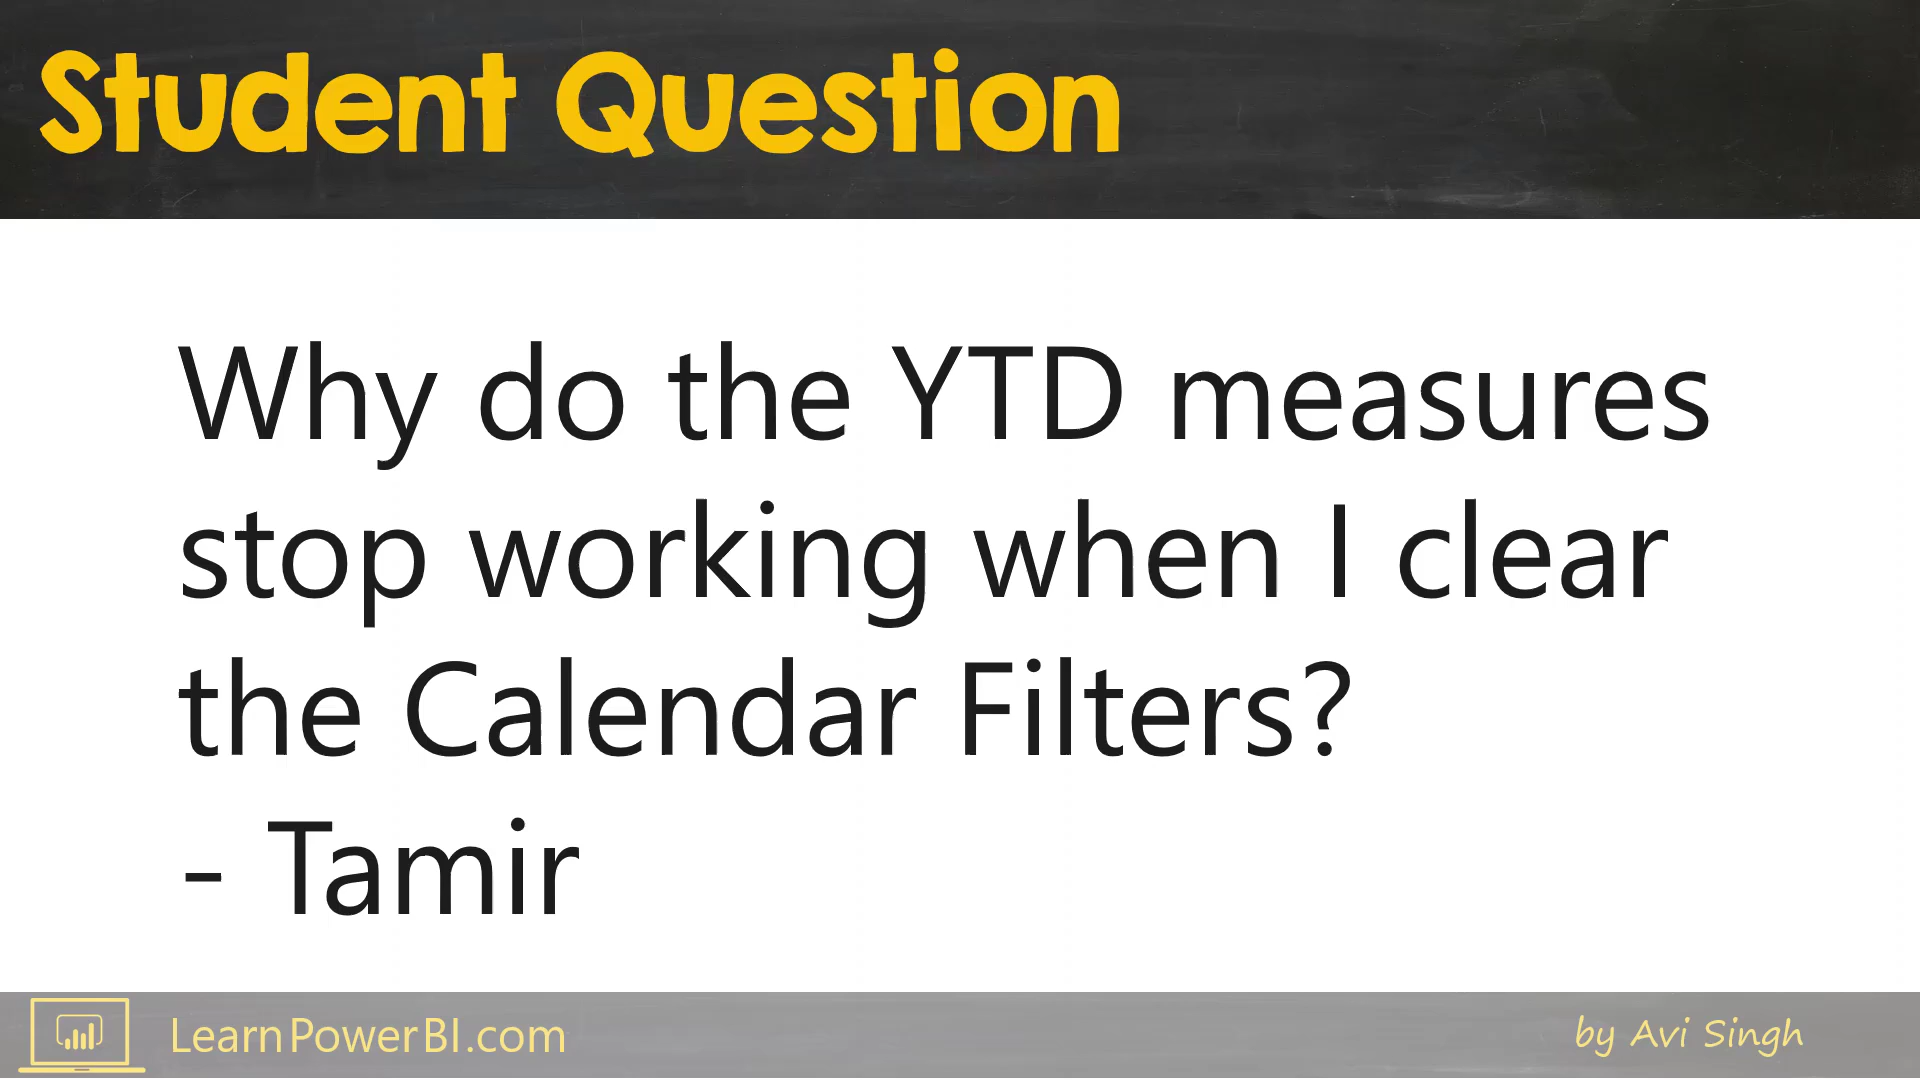 Student Question
Why do the YTD measures
stop working when I clear
the Calendar Filters?
- Tamir
LearnPowerBI.com
by Avi Singh